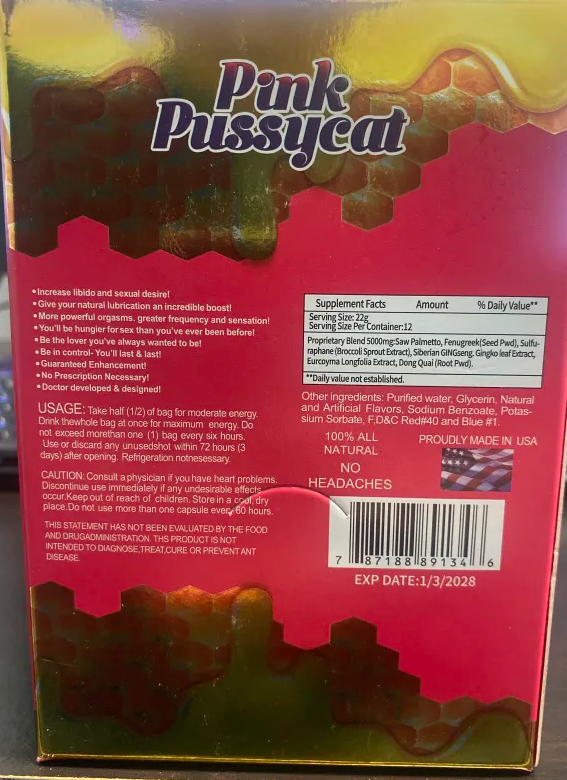 Pink
Pussycat
•Increase libido and sexual desire!
•Give your natural lubrication an incredible boost!
•More powerful orgasms. greater frequency and sensation!
•You'll be hungier for sex than you've ever been before!
•Be the lover you've always wanted to be!
•Be in control- You'll last & last!
•Guaranteed Enhancement!
•No Prescription Necessary!
•Doctor developed & designed!
USAGE: Take half (1/2) of bag for moderate energy.
Drink thewhole bag at once for maximum energy. Do
not exceed morethan one (1) bag every six hours.
Use or discard any unusedshot within 72 hours (3
days) after opening. Refrigeration notnesessary.
CAUTION: Consult a physician if you have heart problems.
Discontinue use immediately if any undesirable effects
occur.Keep out of reach of children. Store in a cool, dry
place.Do not use more than one capsule every 60 hours.
THIS STATEMENT HAS NOT BEEN EVALUATED BY THE FOOD
AND DRUGADMINISTRATION. THS PRODUCT IS NOT
INTENDED TO DIAGNOSE,TREAT,CURE OR PREVENT ANT
DISEASE.
Supplement Facts Amount % Daily Value**
Serving Size: 22g
Serving Size Per Container:12
Proprietary Blend 5000mg:Saw Palmetto, Fenugreek(Seed Pwd), Sulfu-
raphane (Broccoli Sprout Extract), Siberian GINGseng, Gingko leaf Extract,
Eurcoyma Longfolia Extract, Dong Quai (Root Pwd).
**Daily value not established.
Other ingredients: Purified water, Glycerin, Natural
and Artificial Flavors, Sodium Benzoate, Potas-
sium Sorbate, F.D&C Red#40 and Blue #1.
100% ALL
NATURAL
NO
HEADACHES
PROUDLY MADE IN USA
7 87188 89134 6
EXP DATE:1/3/2028